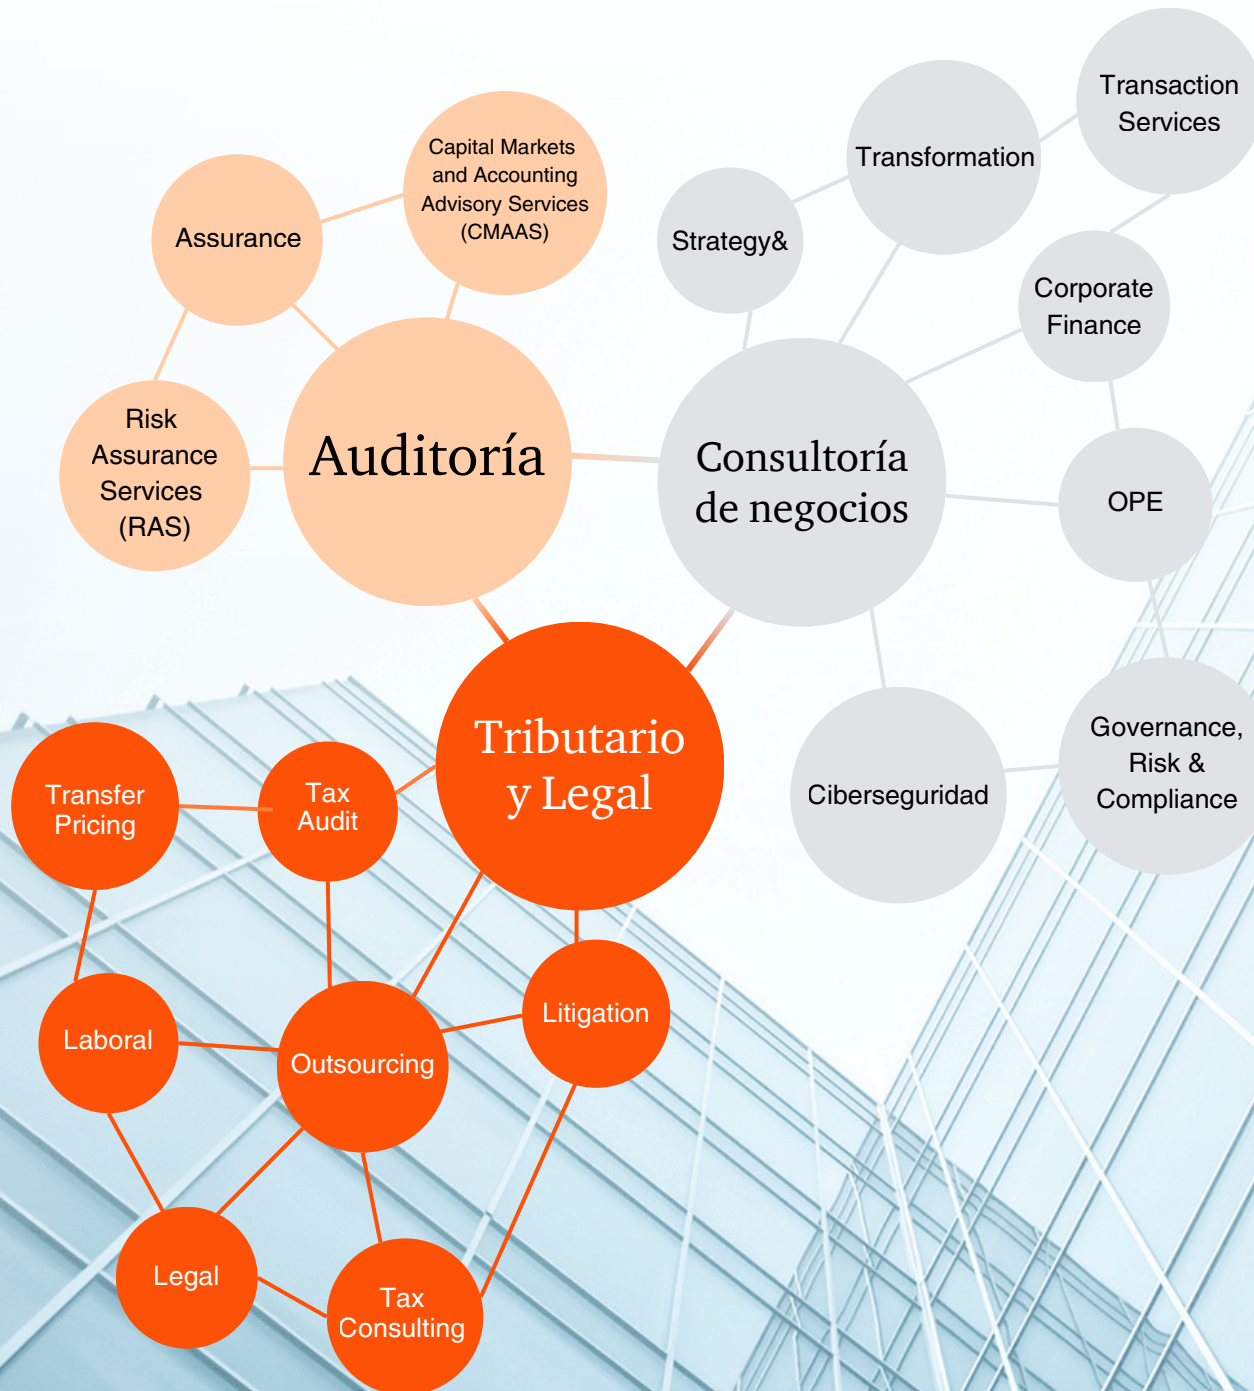 Transaction
Services
Capital Markets
and Accounting
Advisory Services
(CMAAS)
Transformation
Assurance
Strategy&
Corporate
Finance
Risk
Assurance
Services
(RAS)
Auditoría
Consultoría
de negocios
OPE
Tributario
y Legal
Governance,
Risk &
Compliance
Ciberseguridad
Transfer
Pricing
Tax
Audit
Litigation
Laboral
Outsourcing
Legal
Tax
Consulting